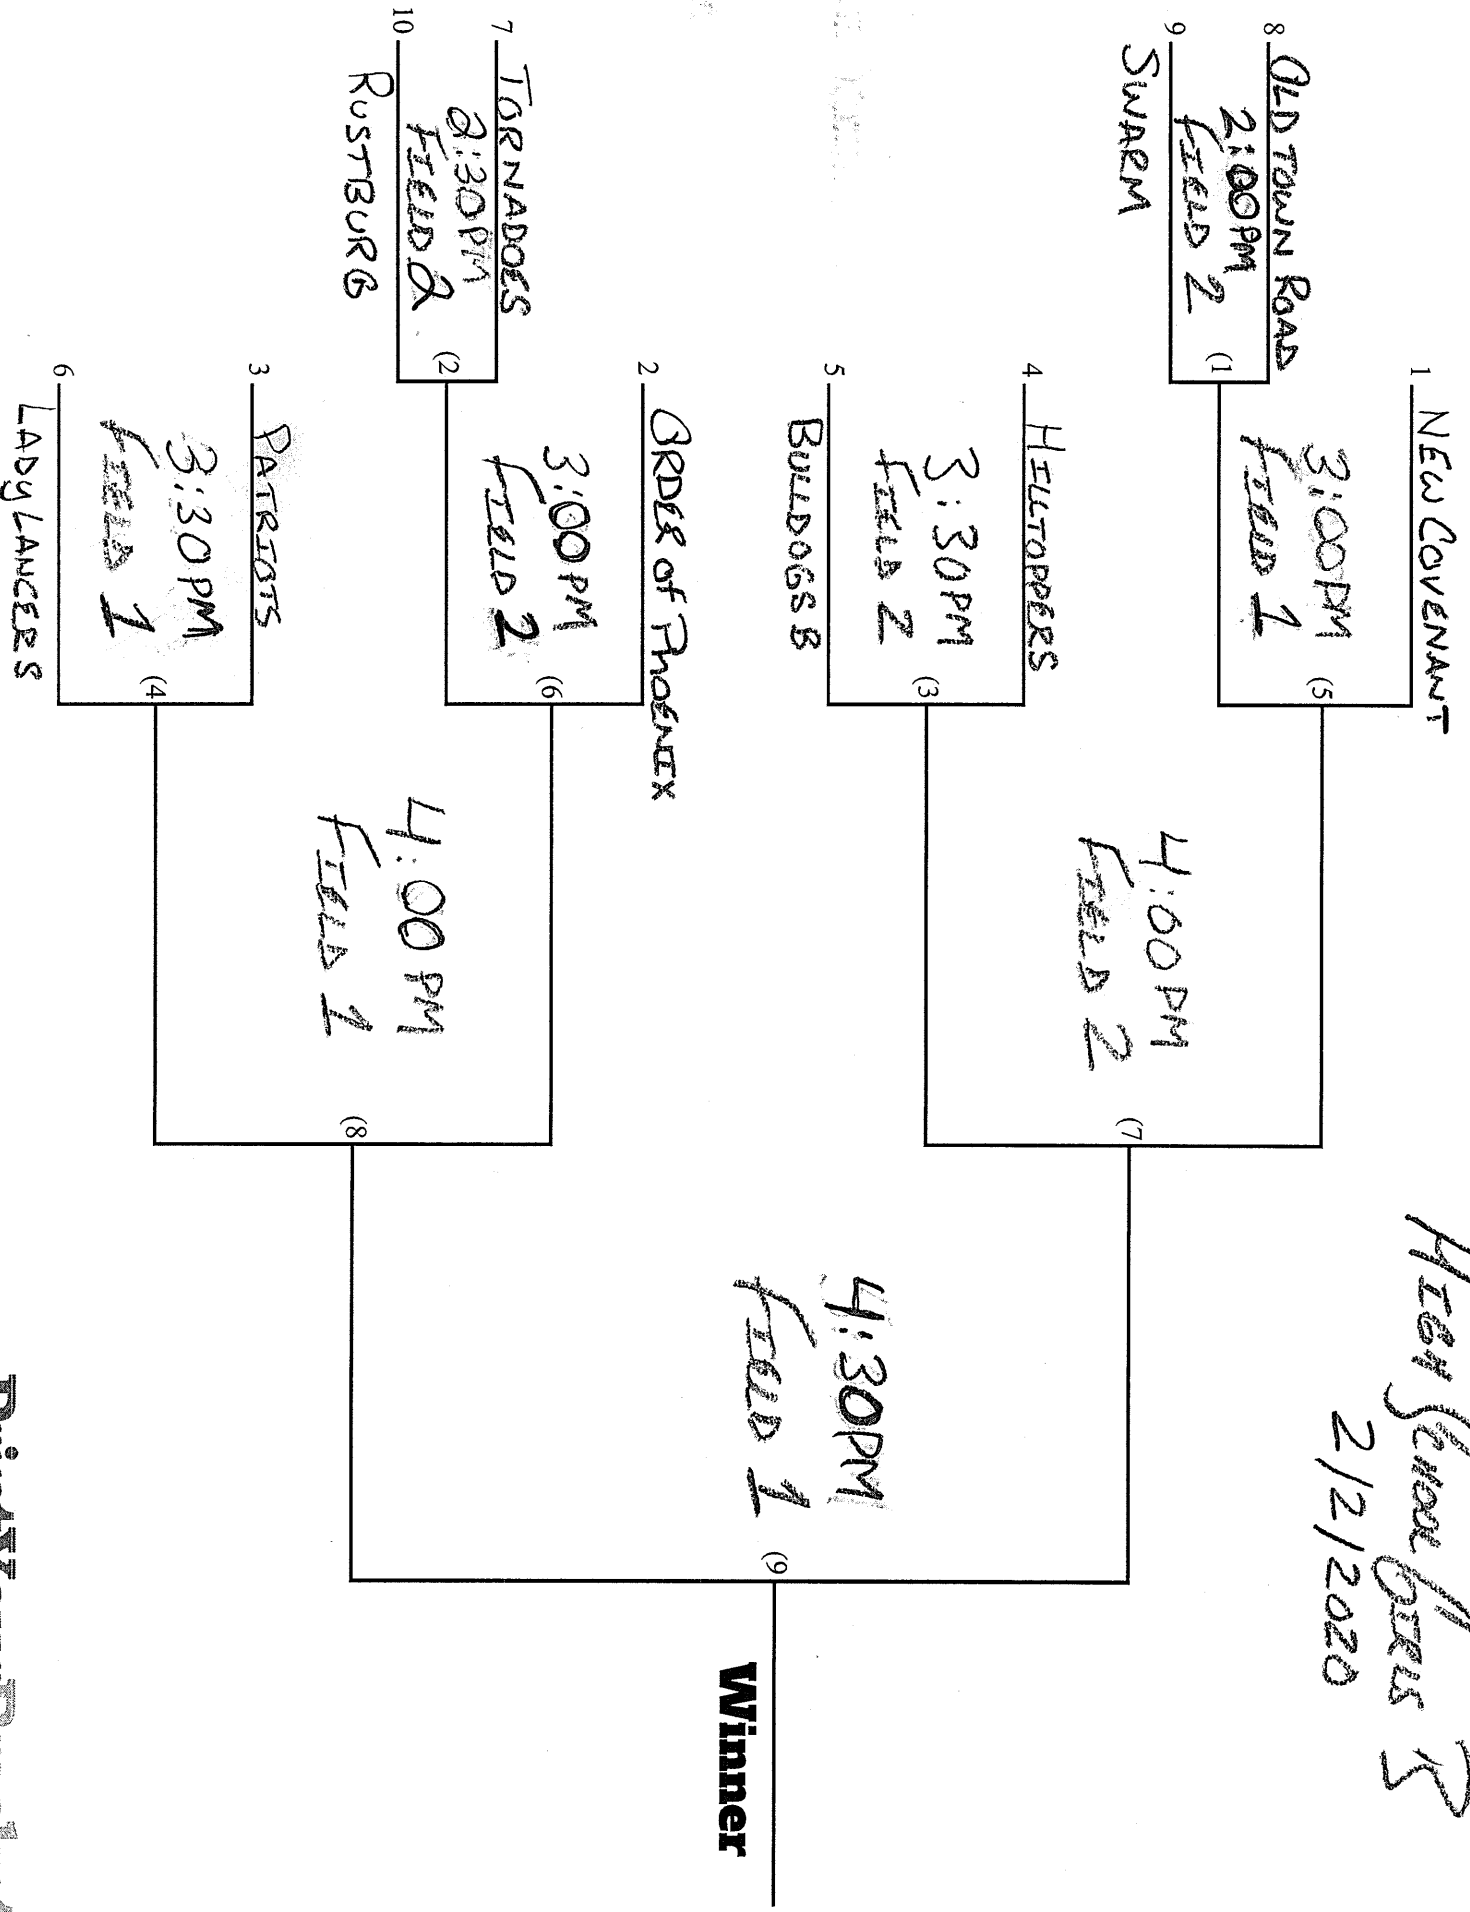 HIGH SCHOOL GIRLS B
2/2/2020
1 NEW COVENANT
3:00PM
FIELD 1
(5
8 OLD TOWN ROAD
2:00PM
FIELD 2
(1
9
SWARM
4:00PM
FIELD 2
(7
4 HILLTOPPERS
3:30PM
FIELD 2
(3
5
BULLDOGS B
4:30PM
FIELD 1
(9
Winner
2 ORDER OF PHOENIX
3:00PM
FIELD 2
(6
7 TORNADOES
2:30PM
FIELD 2
(2
10
RUSTBURG
4:00PM
FIELD 1
(8
3 PATRIOTS
3:30PM
FIELD 1
(4
6
LADY LANCERS